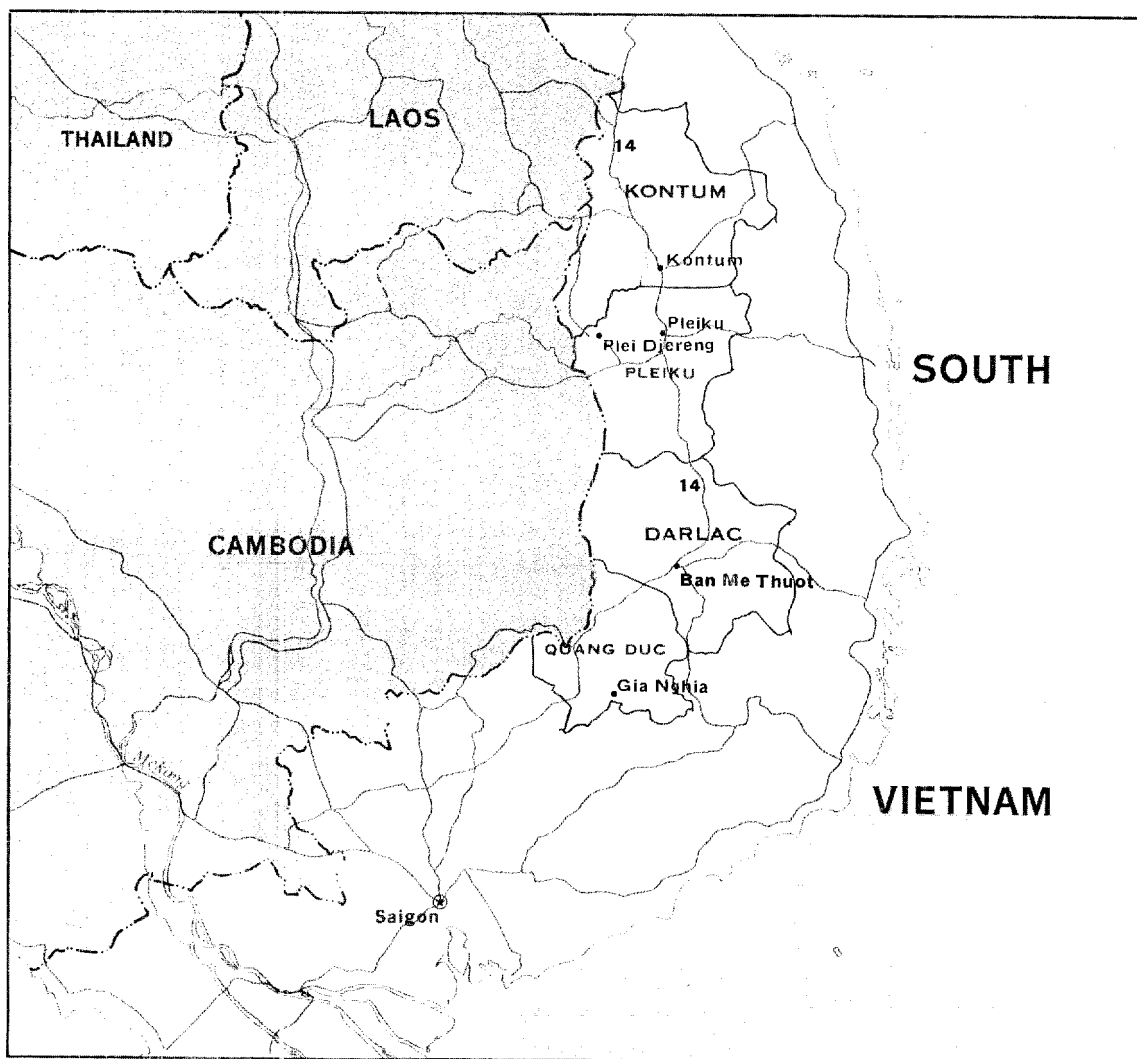 THAILAND
LAOS
14
KONTUM
Kontum
Pleiku
Plei Djereng
PLEIKU
SOUTH
14
DARLAC
CAMBODIA
Ban Me Thuot
QUANG DUC
Gia Nghia
Mekong
VIETNAM
Saigon